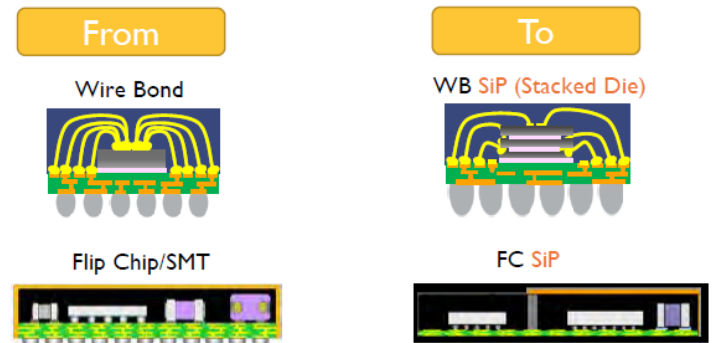 From
To
Wire Bond
WB SiP (Stacked Die)
Flip Chip/SMT
FC SiP